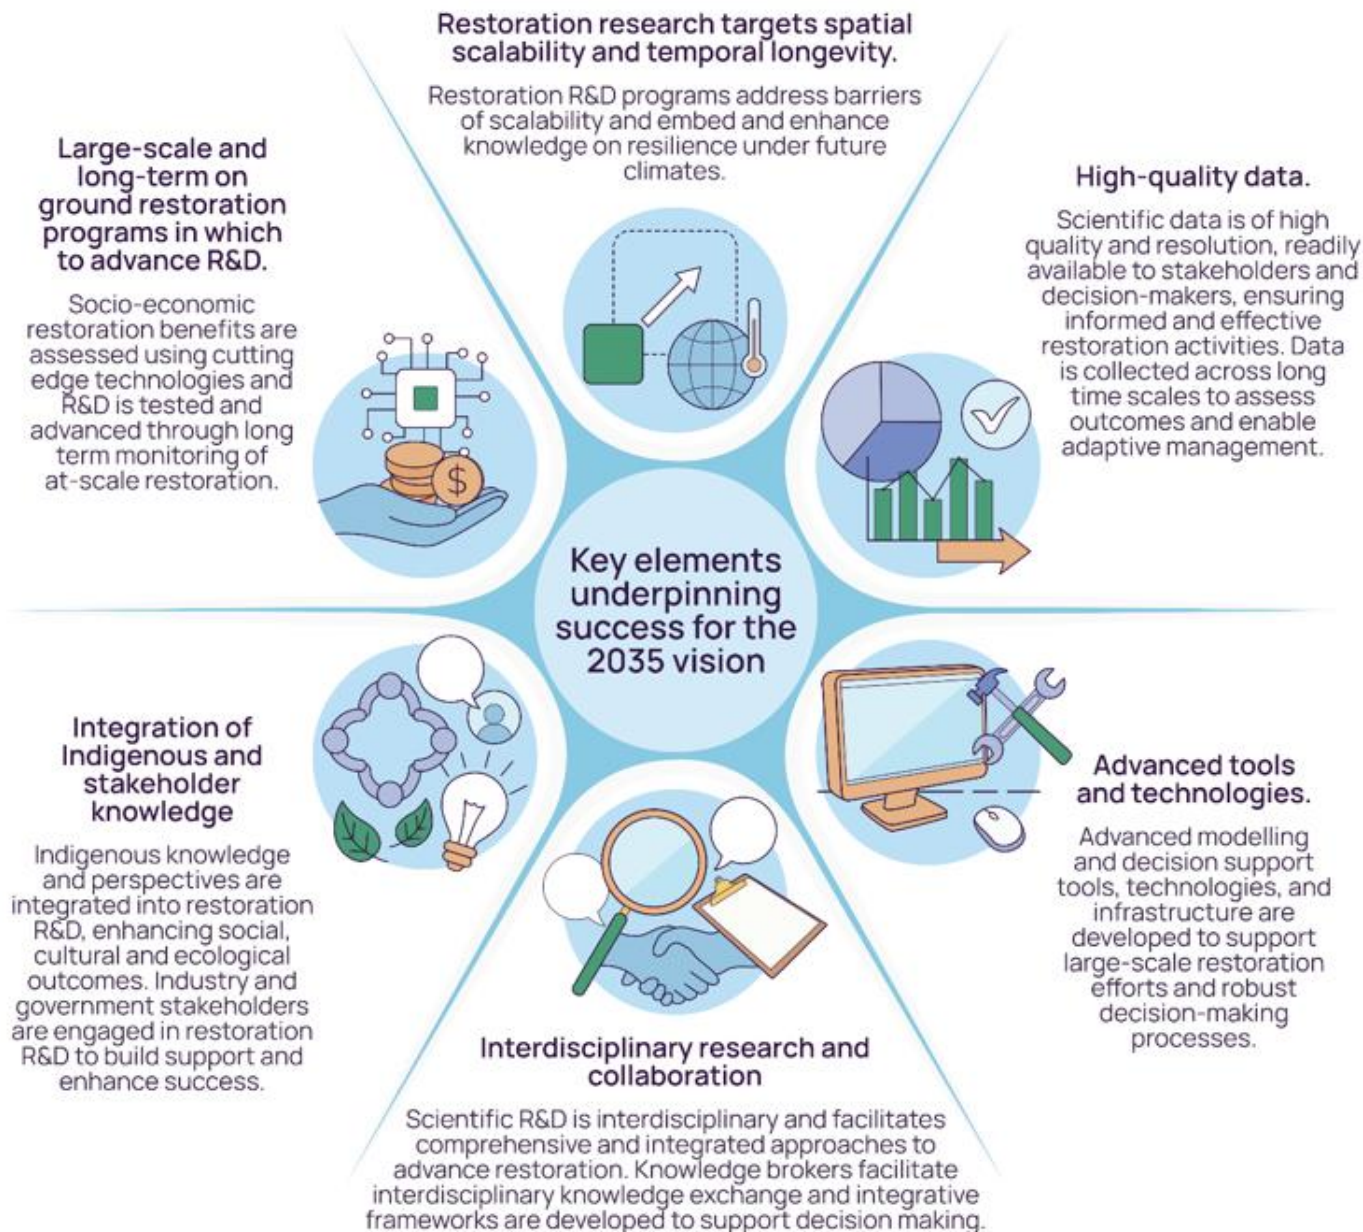 Restoration research targets spatial
scalability and temporal longevity.
Restoration R&D programs address barriers
of scalability and embed and enhance
knowledge on resilience under future
climates.
High-quality data.
Scientific data is of high
quality and resolution, readily
available to stakeholders and
decision-makers, ensuring
informed and effective
restoration activities. Data
is collected across long
time scales to assess
outcomes and enable
adaptive management.
Advanced tools
and technologies.
Advanced modelling
and decision support
tools, technologies, and
infrastructure are
developed to support
large-scale restoration
efforts and robust
decision-making
processes.
Interdisciplinary research and
collaboration
Scientific R&D is interdisciplinary and facilitates
comprehensive and integrated approaches to
advance restoration. Knowledge brokers facilitate
interdisciplinary knowledge exchange and integrative
frameworks are developed to support decision making.
Integration of
Indigenous and
stakeholder
knowledge
Indigenous knowledge
and perspectives are
integrated into restoration
R&D, enhancing social,
cultural and ecological
outcomes. Industry and
government stakeholders
are engaged in restoration
R&D to build support and
enhance success.
Large-scale and
long-term on
ground restoration
programs in which
to advance R&D.
Socio-economic
restoration benefits are
assessed using cutting
edge technologies and
R&D is tested and
advanced through long
term monitoring of
at-scale restoration.
$
Key elements
underpinning
success for the
2035 vision